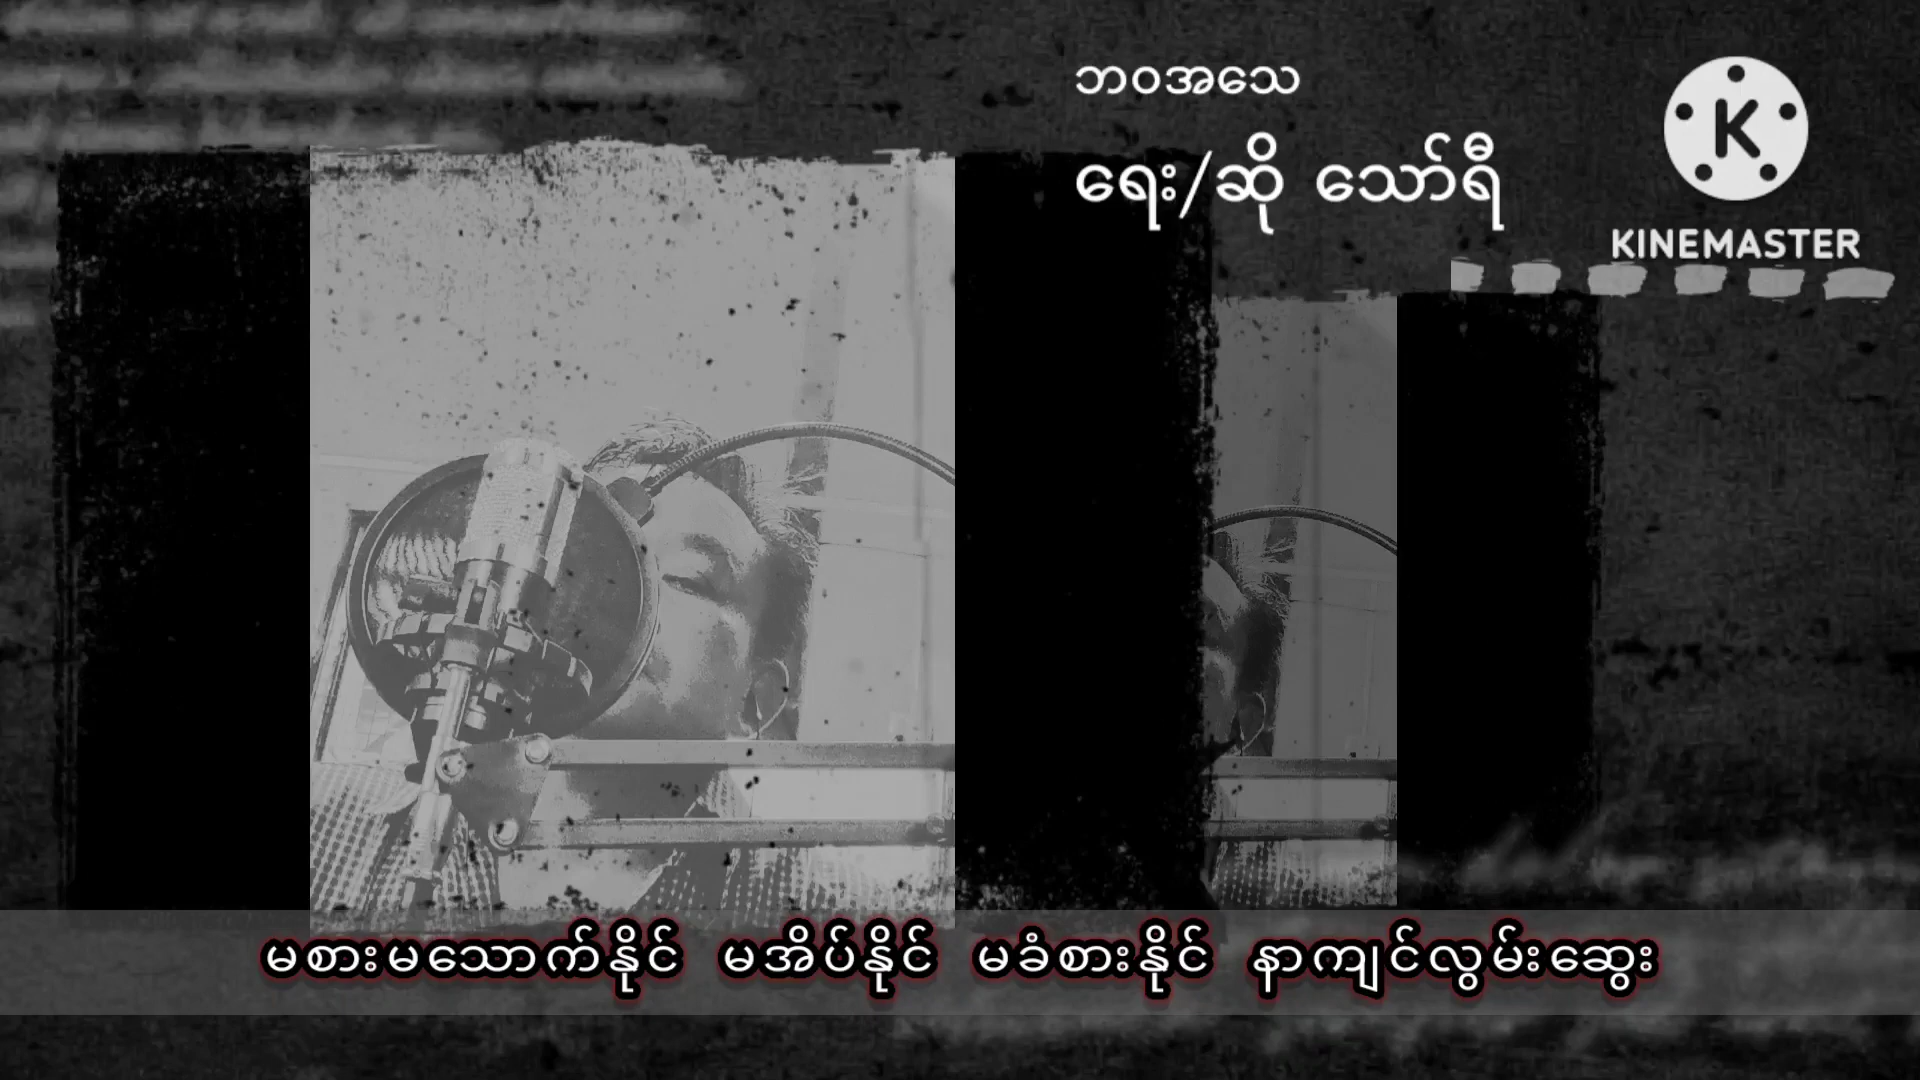 ဘဝအသေ
ရေး/ဆို သော်ရီ
KINEMASTER
မစားမသောက်နိုင် မအိပ်နိုင် မခံစားနိုင် နာကျင်လွမ်းဆွေး